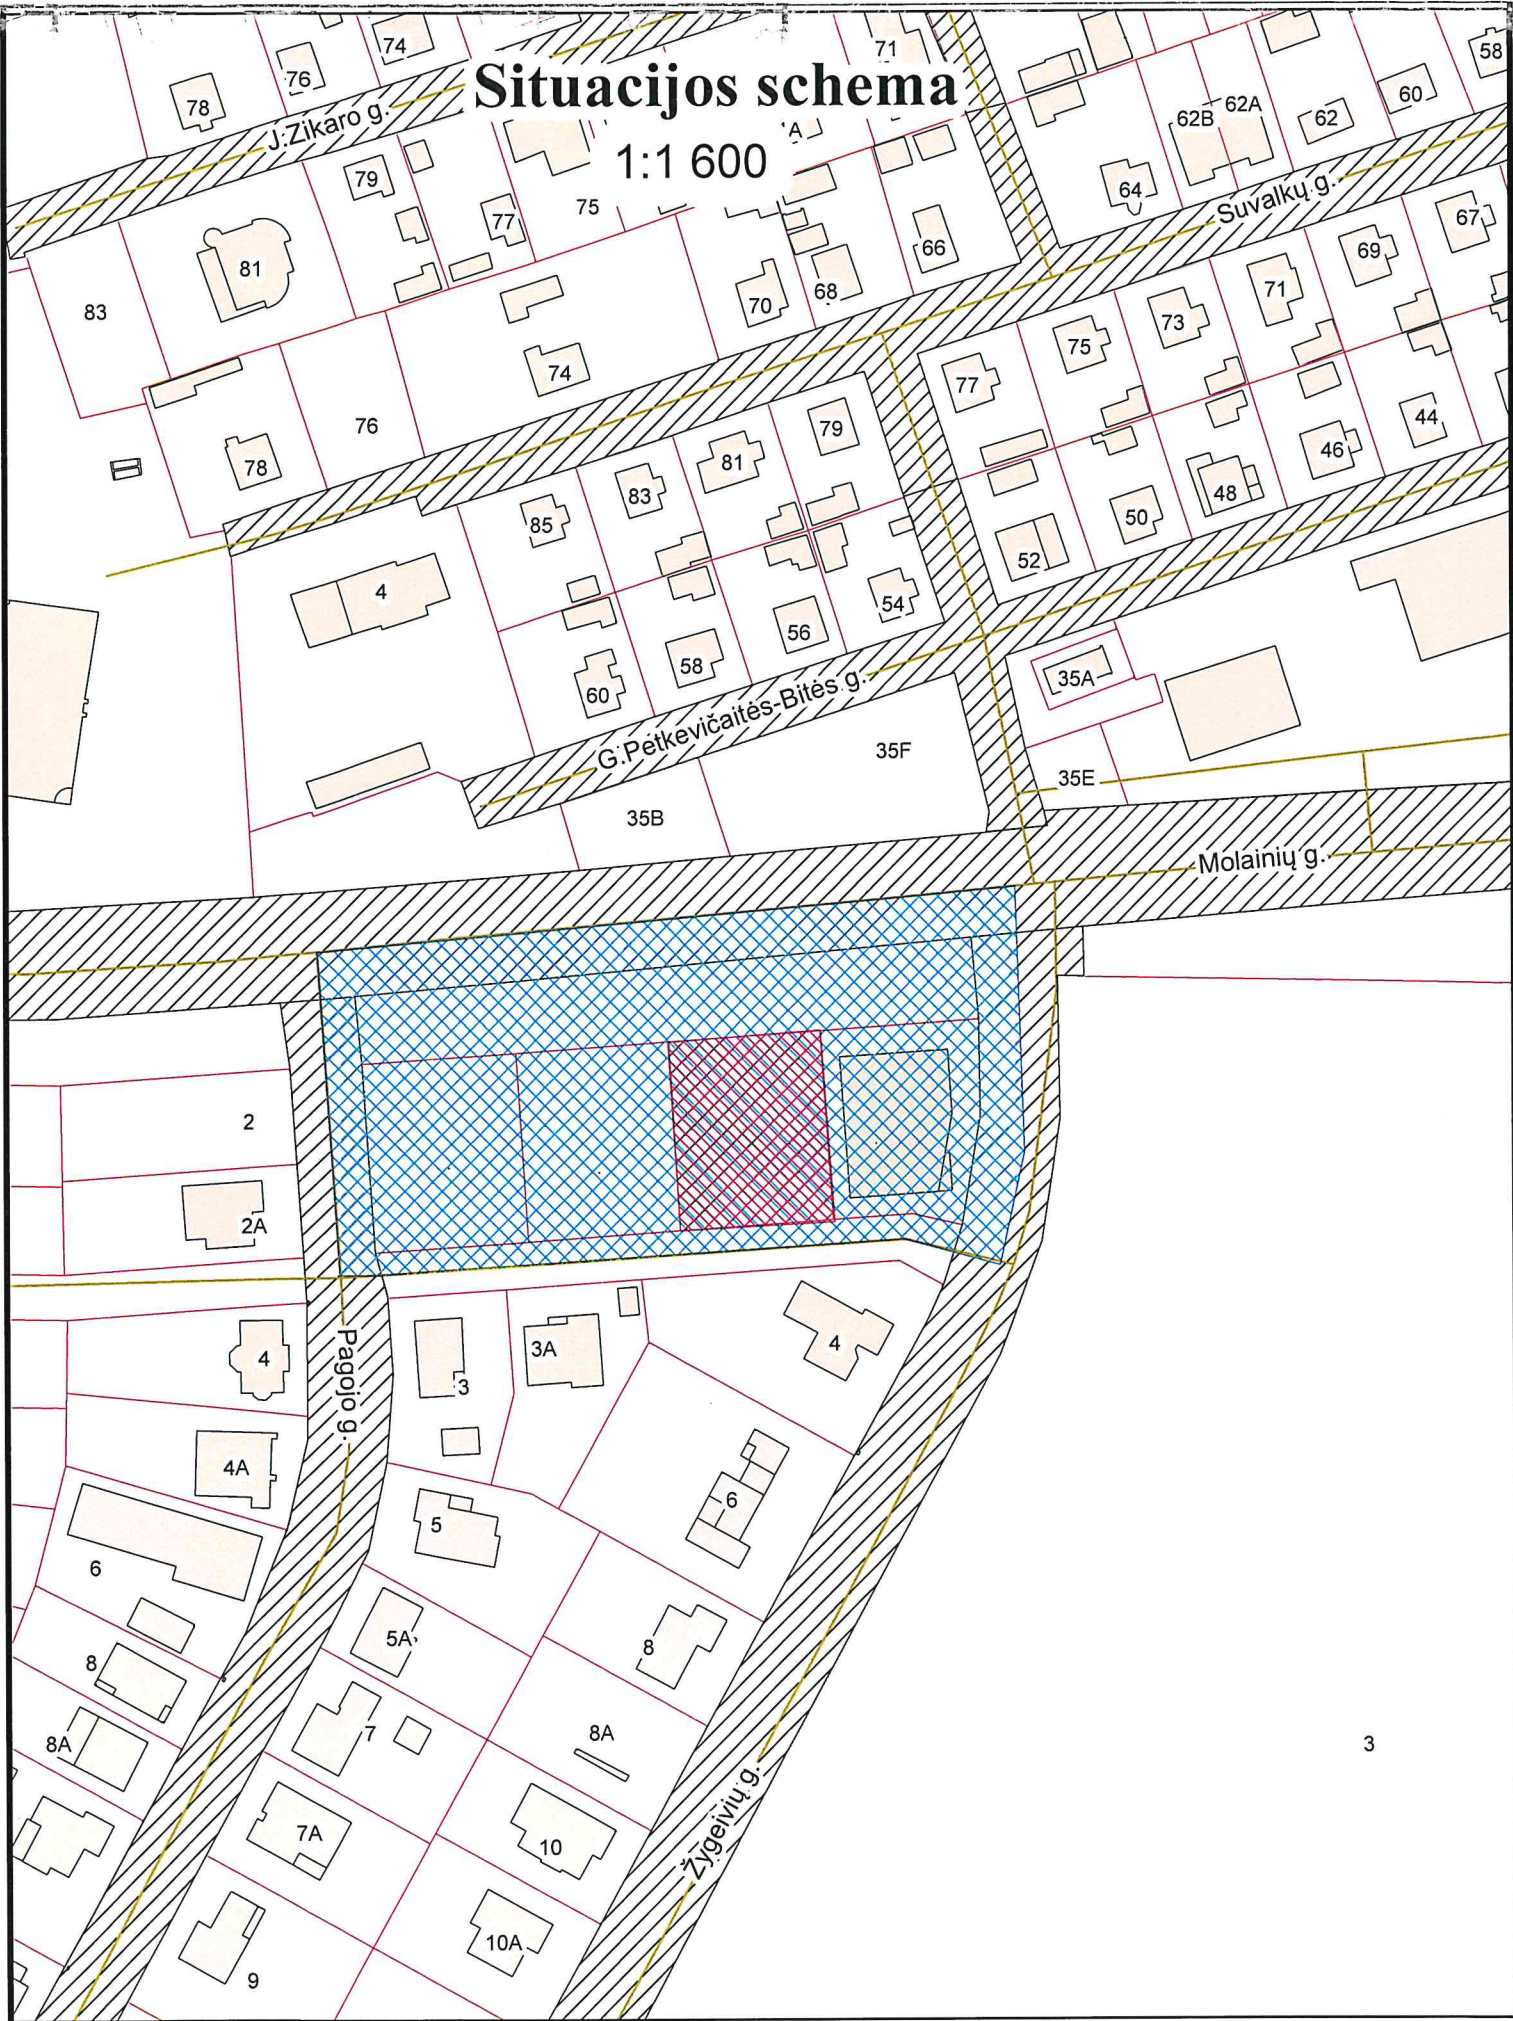 Situacijos schema
1:1 600
74
76
78
71
58
60
62A
62B
62
J.Zikaro g.
A
79
64
Suvalkų g.
77
75
67
66
69
81
83
70
68
71
73
75
74
77
76
79
44
78
81
46
83
48
85
50
52
4
54
56
58
60
35A
G.Petkevičaitės-Bitės g.
35F
35E
35B
Molainių g.
2
2A
Pagojo g.
4
3
3A
4
4A
6
5
6
5A
8
8
8A
7
8A
3
7A
10
Žygeivių g.
10A
9